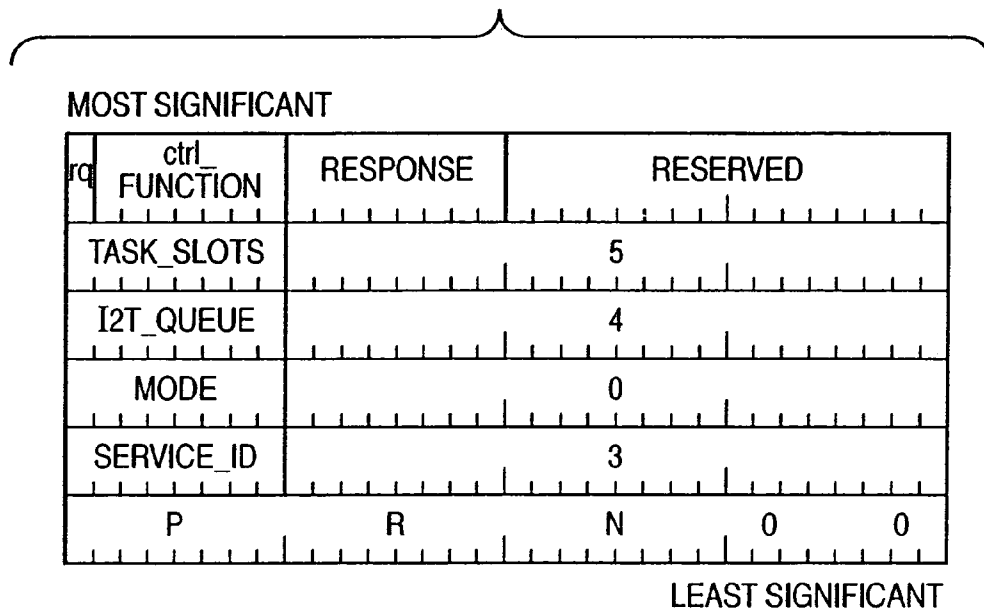 MOST SIGNIFICANT
rq ctrl_ FUNCTION RESPONSE RESERVED
TASK_SLOTS 5
I2T_QUEUE 4
MODE 0
SERVICE_ID 3
P R N 0 0
LEAST SIGNIFICANT